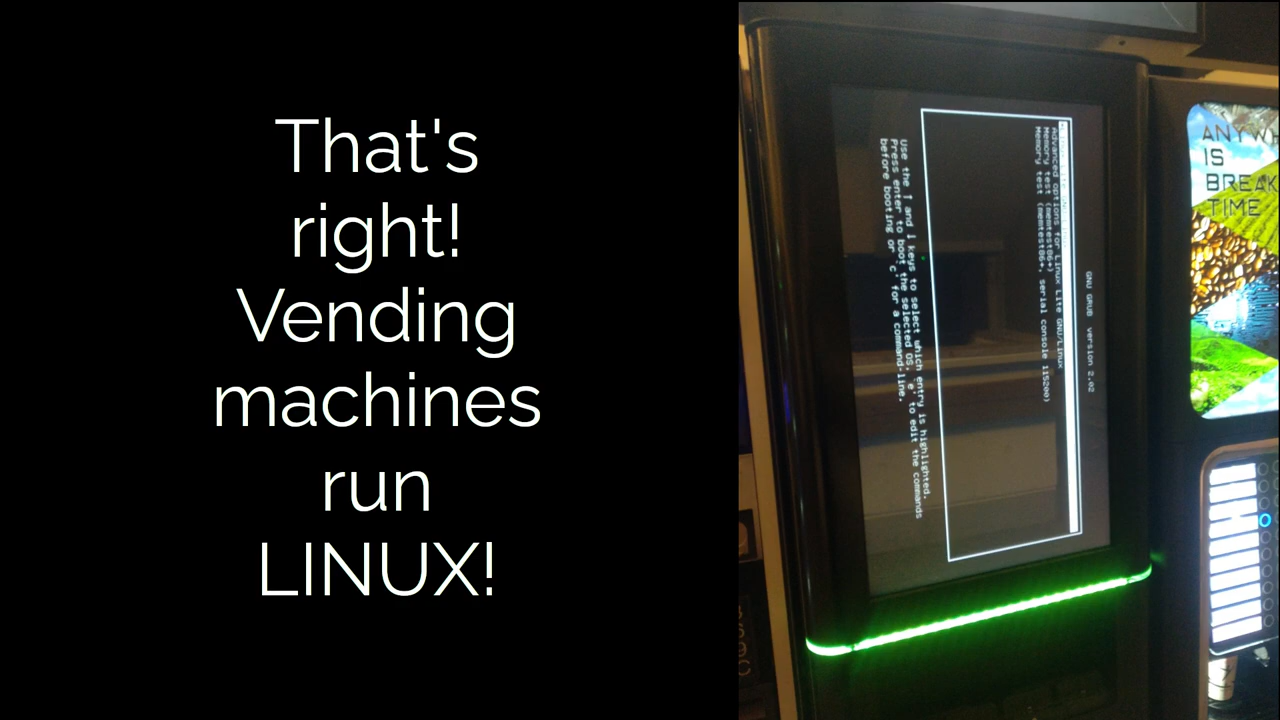 That's
right!
Vending
machines
run
LINUX!
GNU GRUB version 2.02
Advanced options for Linux Lite GNU/Linux
Memory test (memtest86+)
Memory test (memtest86+, serial console 115200)
Use the ↑ and ↓ keys to select which entry is highlighted.
Press enter to boot the selected OS, `e' to edit the commands
before booting or `c' for a command-line.
ANYWH
IS
BREAK
TIME